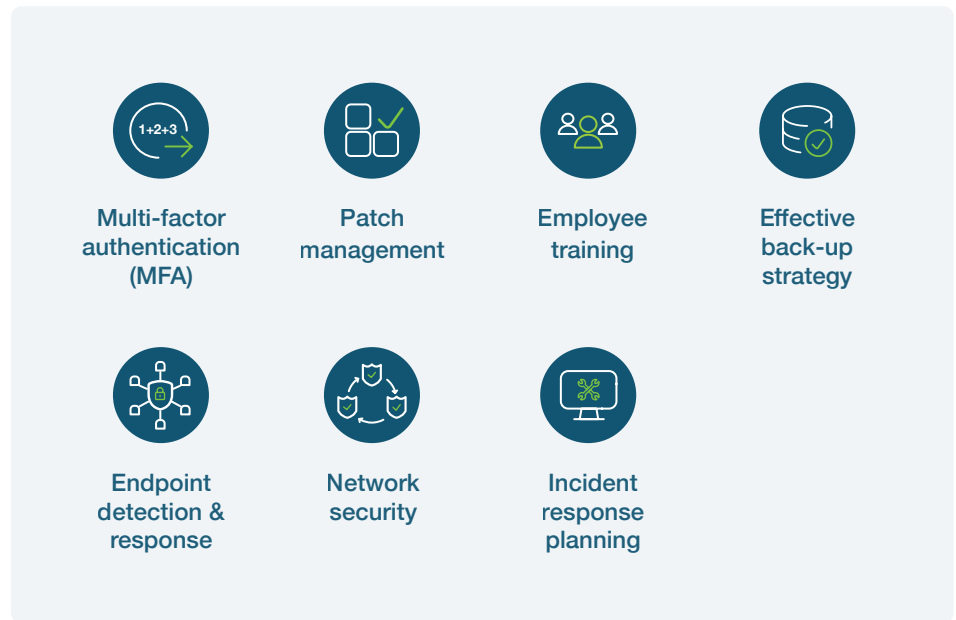 1+2+3
Multi-factor
authentication
(MFA)
Patch
management
Employee
training
Effective
back-up
strategy
Endpoint
detection &
response
Network
security
Incident
response
planning